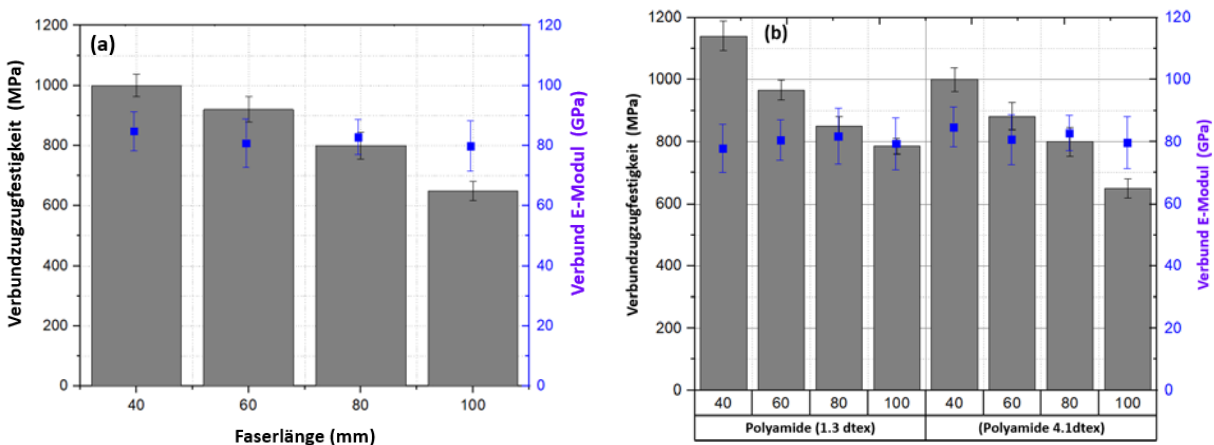 (a)
Verbundzugzugfestigkeit (MPa)
1200
1000
800
600
400
200
0
120
100
80
60
40
20
0
Verbund E-Modul (GPa)
40 60 80 100
Faserlänge (mm)
(b)
Verbundzugzugfestigkeit (MPa)
1200
1000
800
600
400
200
0
120
100
80
60
40
20
0
Verbund E-Modul (GPa)
40 60 80 100 40 60 80 100
Polyamide (1.3 dtex) (Polyamide 4.1dtex)